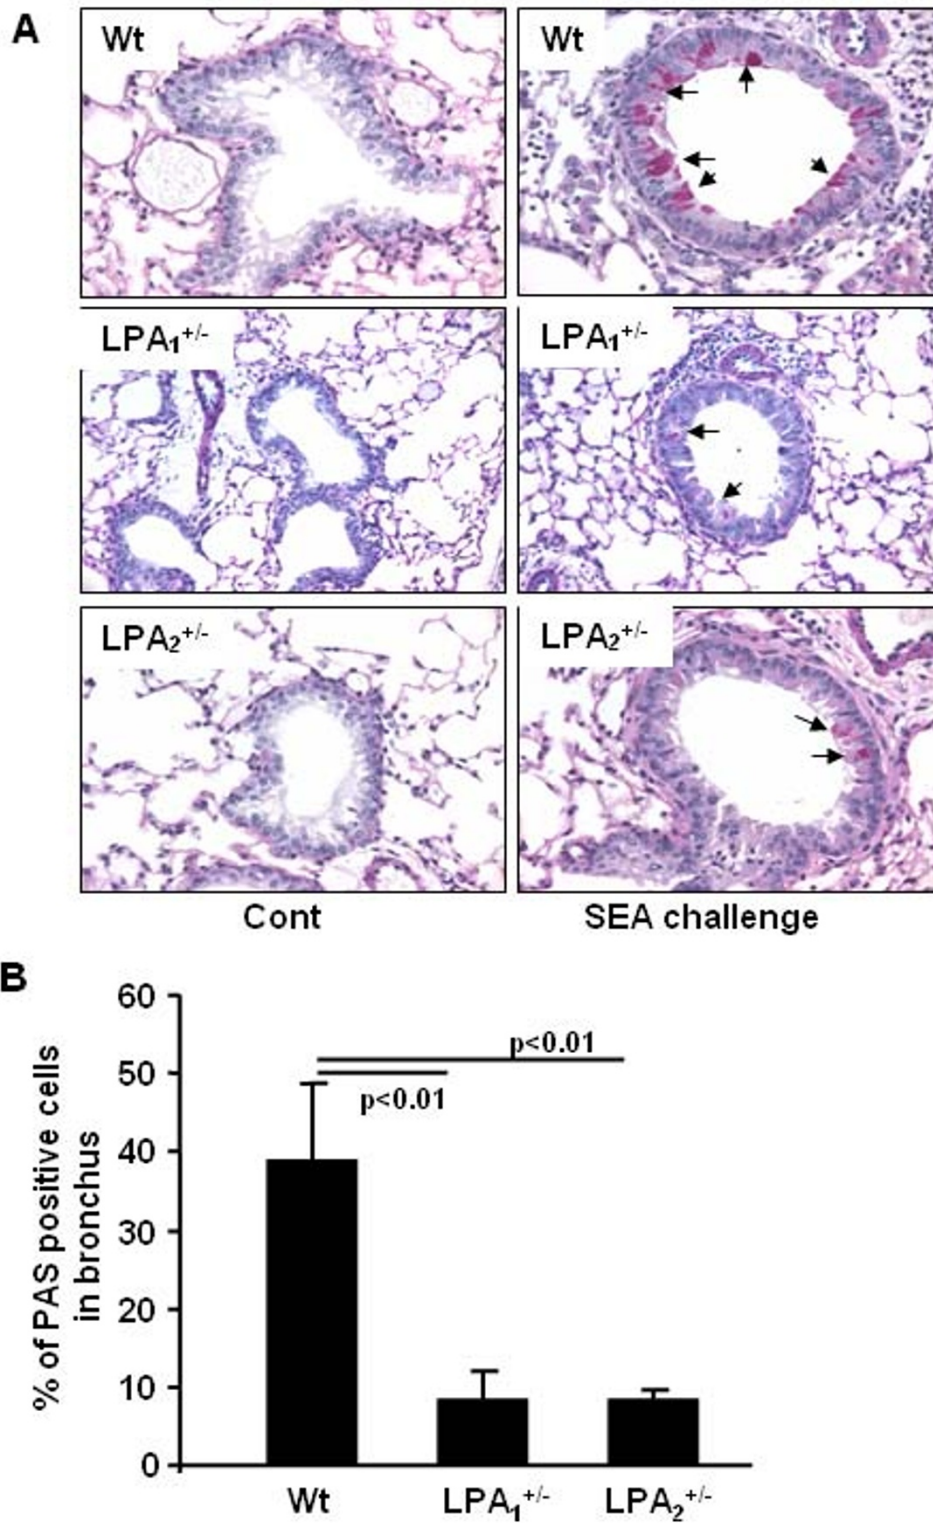 A
Wt
Wt
LPA₁⁺/⁻
LPA₁⁺/⁻
LPA₂⁺/⁻
LPA₂⁺/⁻
Cont
SEA challenge
B
% of PAS positive cells
in bronchus
60
50
40
30
20
10
0
p<0.01
p<0.01
Wt
LPA₁⁺/⁻
LPA₂⁺/⁻